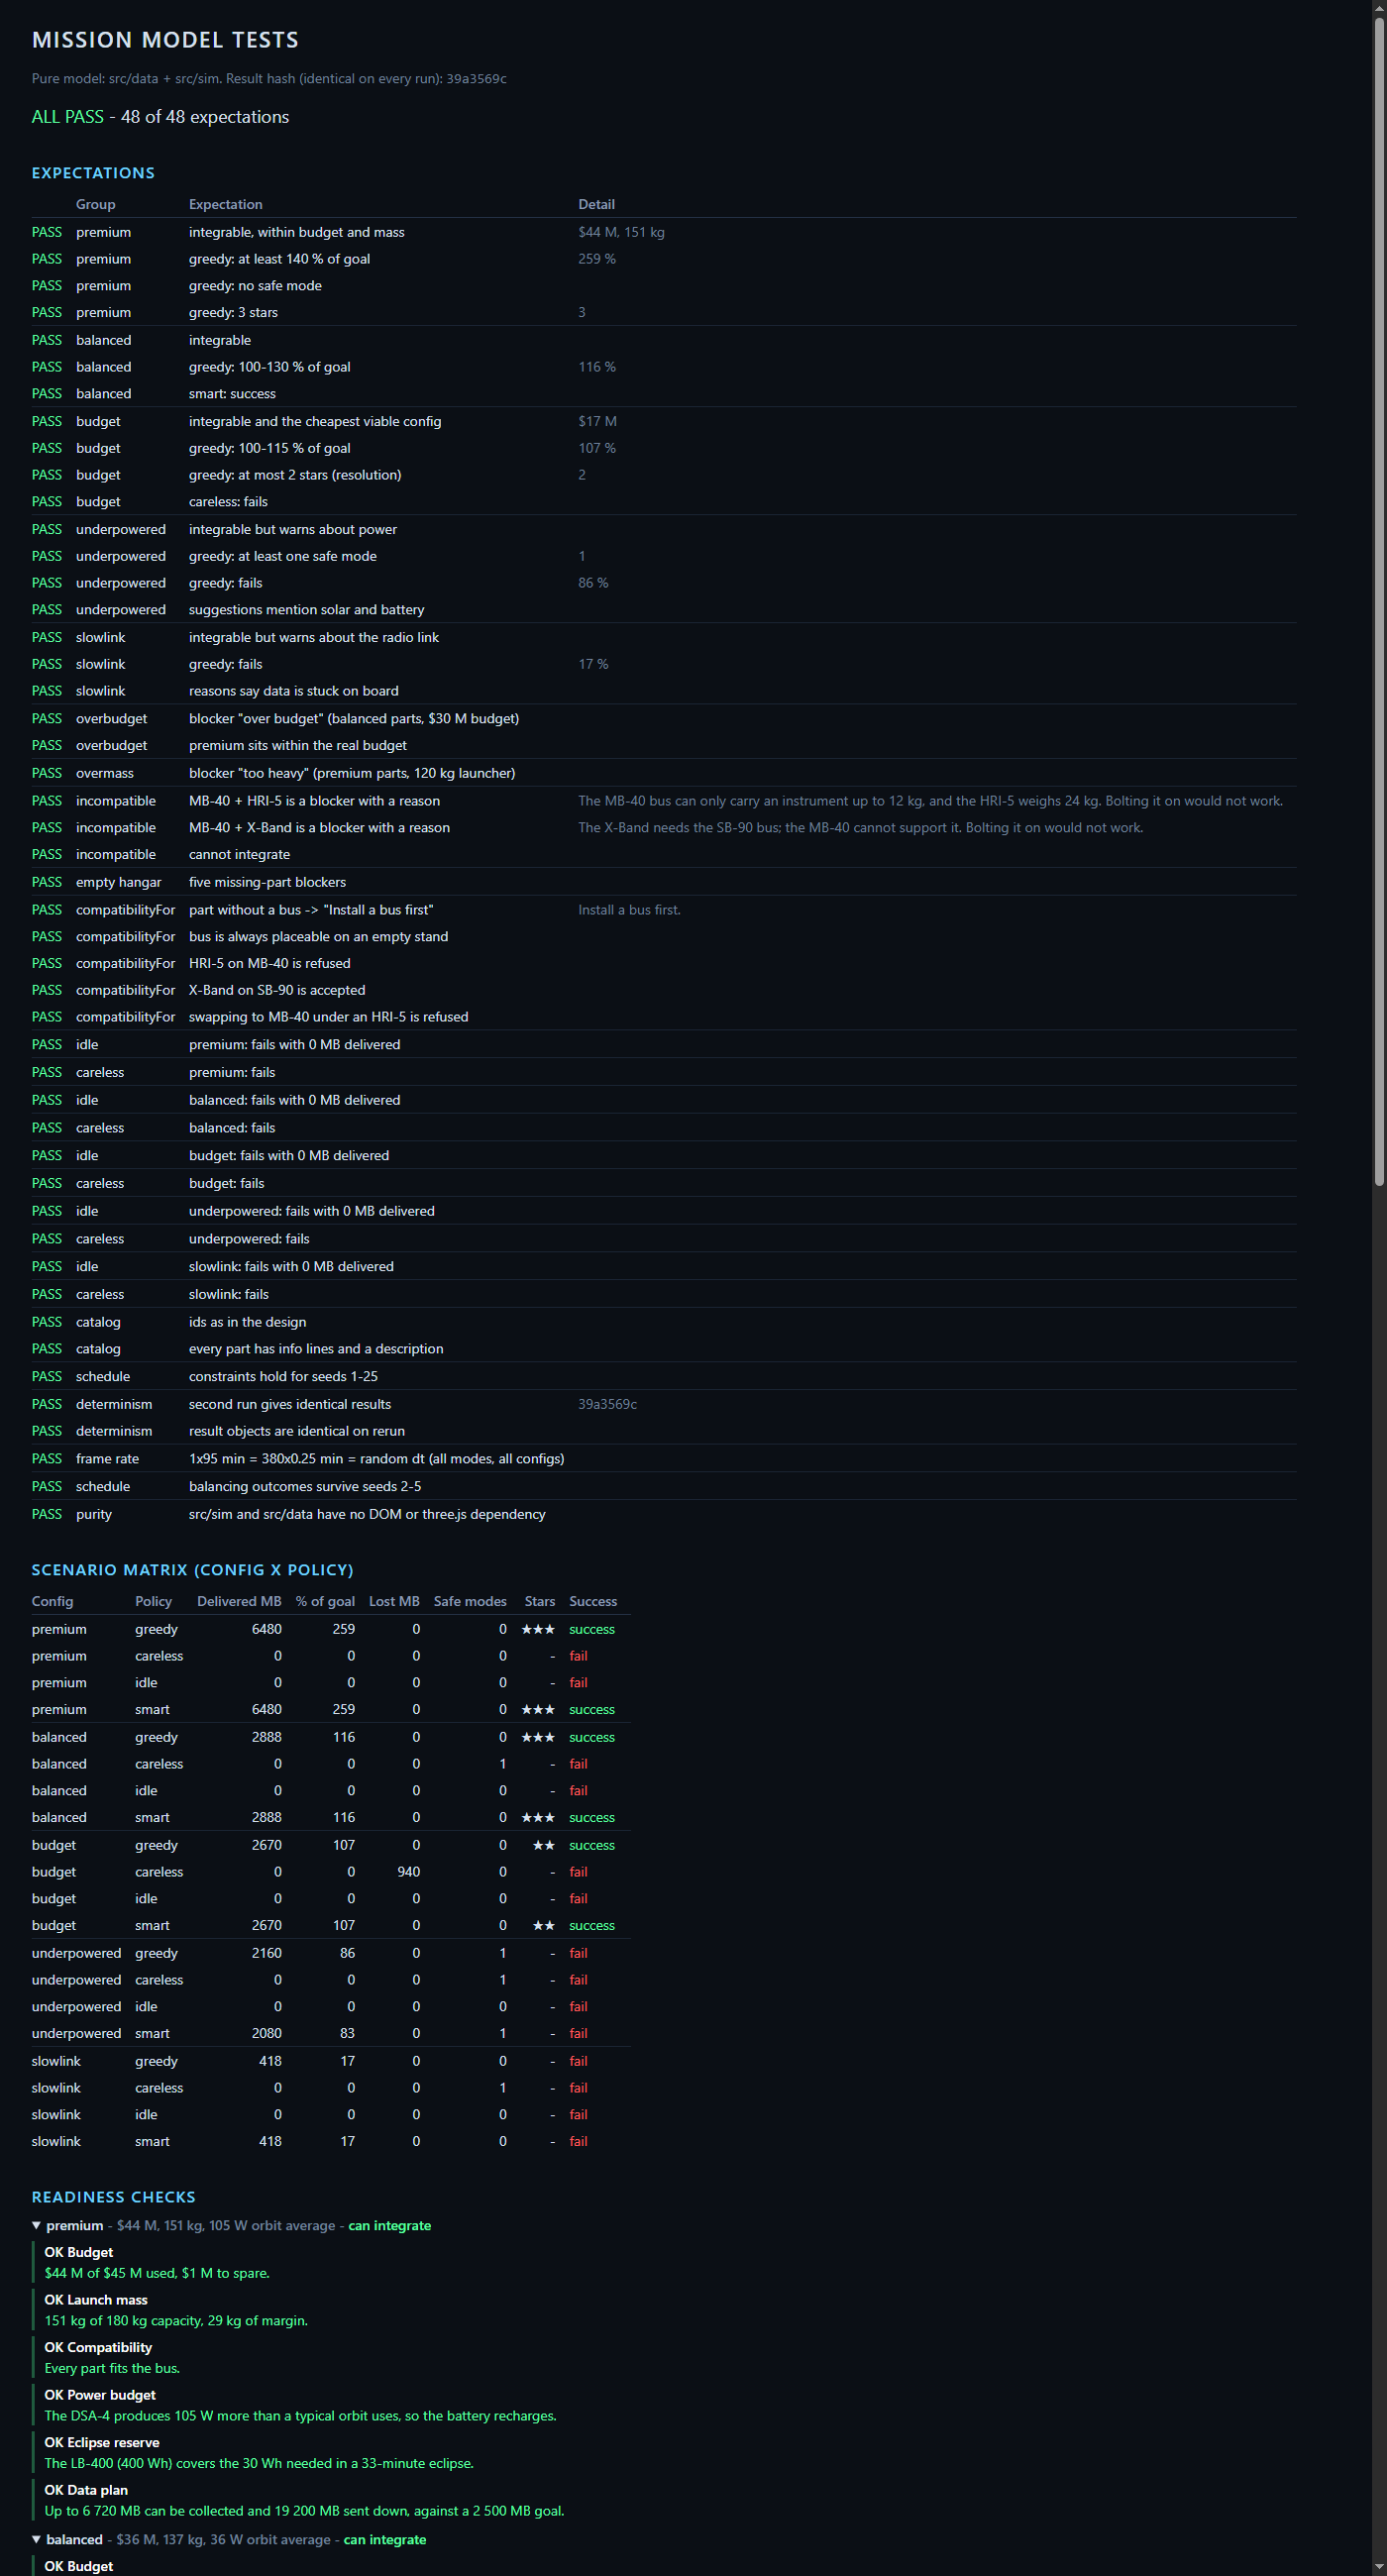 MISSION MODEL TESTS
Pure model: src/data + src/sim. Result hash (identical on every run): 39a3569c
ALL PASS - 48 of 48 expectations
EXPECTATIONS
Group Expectation Detail
PASS premium integrable, within budget and mass $44 M, 151 kg
PASS premium greedy: at least 140 % of goal 259 %
PASS premium greedy: no safe mode
PASS premium greedy: 3 stars 3
PASS balanced integrable
PASS balanced greedy: 100-130 % of goal 116 %
PASS balanced smart: success
PASS budget integrable and the cheapest viable config $17 M
PASS budget greedy: 100-115 % of goal 107 %
PASS budget greedy: at most 2 stars (resolution) 2
PASS budget careless: fails
PASS underpowered integrable but warns about power
PASS underpowered greedy: at least one safe mode 1
PASS underpowered greedy: fails 86 %
PASS underpowered suggestions mention solar and battery
PASS slowlink integrable but warns about the radio link
PASS slowlink greedy: fails 17 %
PASS slowlink reasons say data is stuck on board
PASS overbudget blocker "over budget" (balanced parts, $30 M budget)
PASS overbudget premium sits within the real budget
PASS overmass blocker "too heavy" (premium parts, 120 kg launcher)
PASS incompatible MB-40 + HRI-5 is a blocker with a reason The MB-40 bus can only carry an instrument up to 12 kg, and the HRI-5 weighs 24 kg. Bolting it on would not work.
PASS incompatible MB-40 + X-Band is a blocker with a reason The X-Band needs the SB-90 bus; the MB-40 cannot support it. Bolting it on would not work.
PASS incompatible cannot integrate
PASS empty hangar five missing-part blockers
PASS compatibilityFor part without a bus -> "Install a bus first" Install a bus first.
PASS compatibilityFor bus is always placeable on an empty stand
PASS compatibilityFor HRI-5 on MB-40 is refused
PASS compatibilityFor X-Band on SB-90 is accepted
PASS compatibilityFor swapping to MB-40 under an HRI-5 is refused
PASS idle premium: fails with 0 MB delivered
PASS careless premium: fails
PASS idle balanced: fails with 0 MB delivered
PASS careless balanced: fails
PASS idle budget: fails with 0 MB delivered
PASS careless budget: fails
PASS idle underpowered: fails with 0 MB delivered
PASS careless underpowered: fails
PASS idle slowlink: fails with 0 MB delivered
PASS careless slowlink: fails
PASS catalog ids as in the design
PASS catalog every part has info lines and a description
PASS schedule constraints hold for seeds 1-25
PASS determinism second run gives identical results 39a3569c
PASS determinism result objects are identical on rerun
PASS frame rate 1x95 min = 380x0.25 min = random dt (all modes, all configs)
PASS schedule balancing outcomes survive seeds 2-5
PASS purity src/sim and src/data have no DOM or three.js dependency
SCENARIO MATRIX (CONFIG X POLICY)
Config Policy Delivered MB % of goal Lost MB Safe modes Stars Success
premium greedy 6480 259 0 0 ★★★ success
premium careless 0 0 0 0 - fail
premium idle 0 0 0 0 - fail
premium smart 6480 259 0 0 ★★★ success
balanced greedy 2888 116 0 0 ★★★ success
balanced careless 0 0 0 1 - fail
balanced idle 0 0 0 0 - fail
balanced smart 2888 116 0 0 ★★★ success
budget greedy 2670 107 0 0 ★★ success
budget careless 0 0 940 0 - fail
budget idle 0 0 0 0 - fail
budget smart 2670 107 0 0 ★★ success
underpowered greedy 2160 86 0 1 - fail
underpowered careless 0 0 0 1 - fail
underpowered idle 0 0 0 0 - fail
underpowered smart 2080 83 0 1 - fail
slowlink greedy 418 17 0 0 - fail
slowlink careless 0 0 0 1 - fail
slowlink idle 0 0 0 0 - fail
slowlink smart 418 17 0 0 - fail
READINESS CHECKS
▼ premium - $44 M, 151 kg, 105 W orbit average - can integrate
OK Budget
$44 M of $45 M used, $1 M to spare.
OK Launch mass
151 kg of 180 kg capacity, 29 kg of margin.
OK Compatibility
Every part fits the bus.
OK Power budget
The DSA-4 produces 105 W more than a typical orbit uses, so the battery recharges.
OK Eclipse reserve
The LB-400 (400 Wh) covers the 30 Wh needed in a 33-minute eclipse.
OK Data plan
Up to 6 720 MB can be collected and 19 200 MB sent down, against a 2 500 MB goal.
▼ balanced - $36 M, 137 kg, 36 W orbit average - can integrate
OK Budget